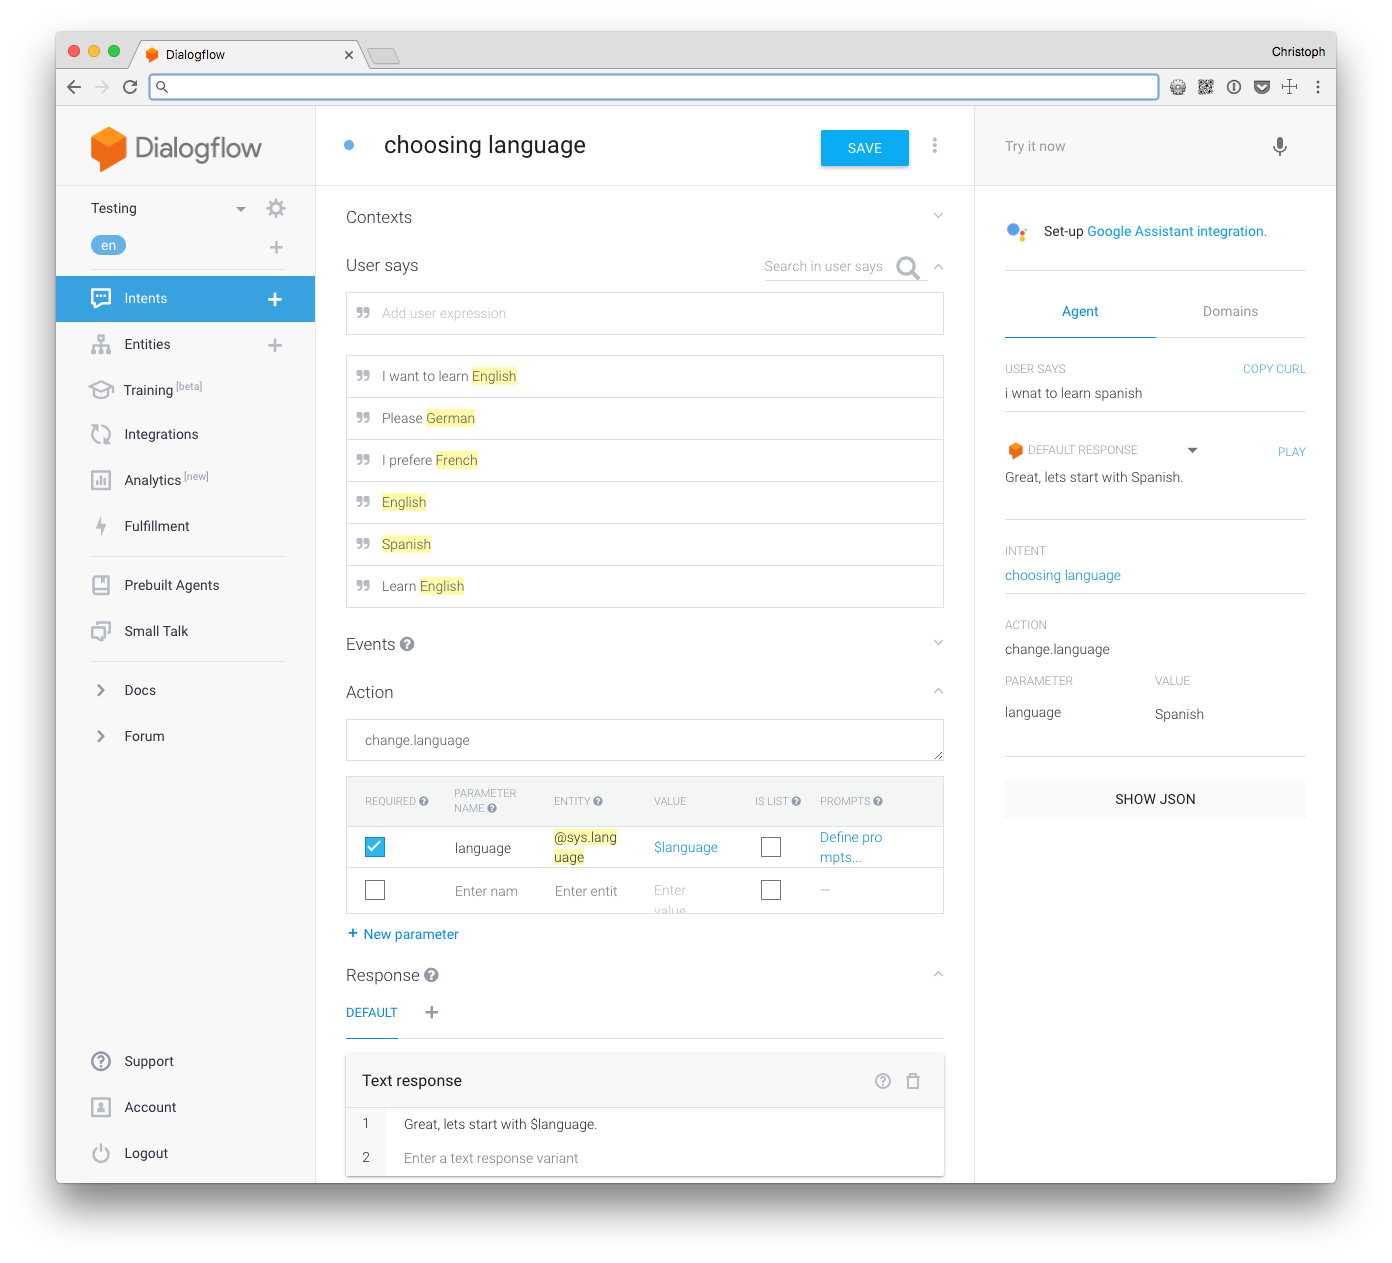 Dialogflow
Christoph
Dialogflow
choosing language
SAVE
Try it now
Testing
en
Intents
Entities
Training [beta]
Integrations
Analytics [new]
Fulfillment
Prebuilt Agents
Small Talk
Docs
Forum
Support
Account
Logout
Contexts
User says
Search in user says
Add user expression
I want to learn English
Please German
I prefere French
English
Spanish
Learn English
Events
Action
change.language
REQUIRED
PARAMETER
NAME
ENTITY
VALUE
IS LIST
PROMPTS
language
@sys.lang
uage
$language
Define pro
mpts...
Enter nam
Enter entit
Enter
value
—
+ New parameter
Response
DEFAULT
Text response
1 Great, lets start with $language.
2 Enter a text response variant
Set-up Google Assistant integration.
Agent
Domains
USER SAYS
COPY CURL
i wnat to learn spanish
DEFAULT RESPONSE
PLAY
Great, lets start with Spanish.
INTENT
choosing language
ACTION
change.language
PARAMETER
VALUE
language
Spanish
SHOW JSON